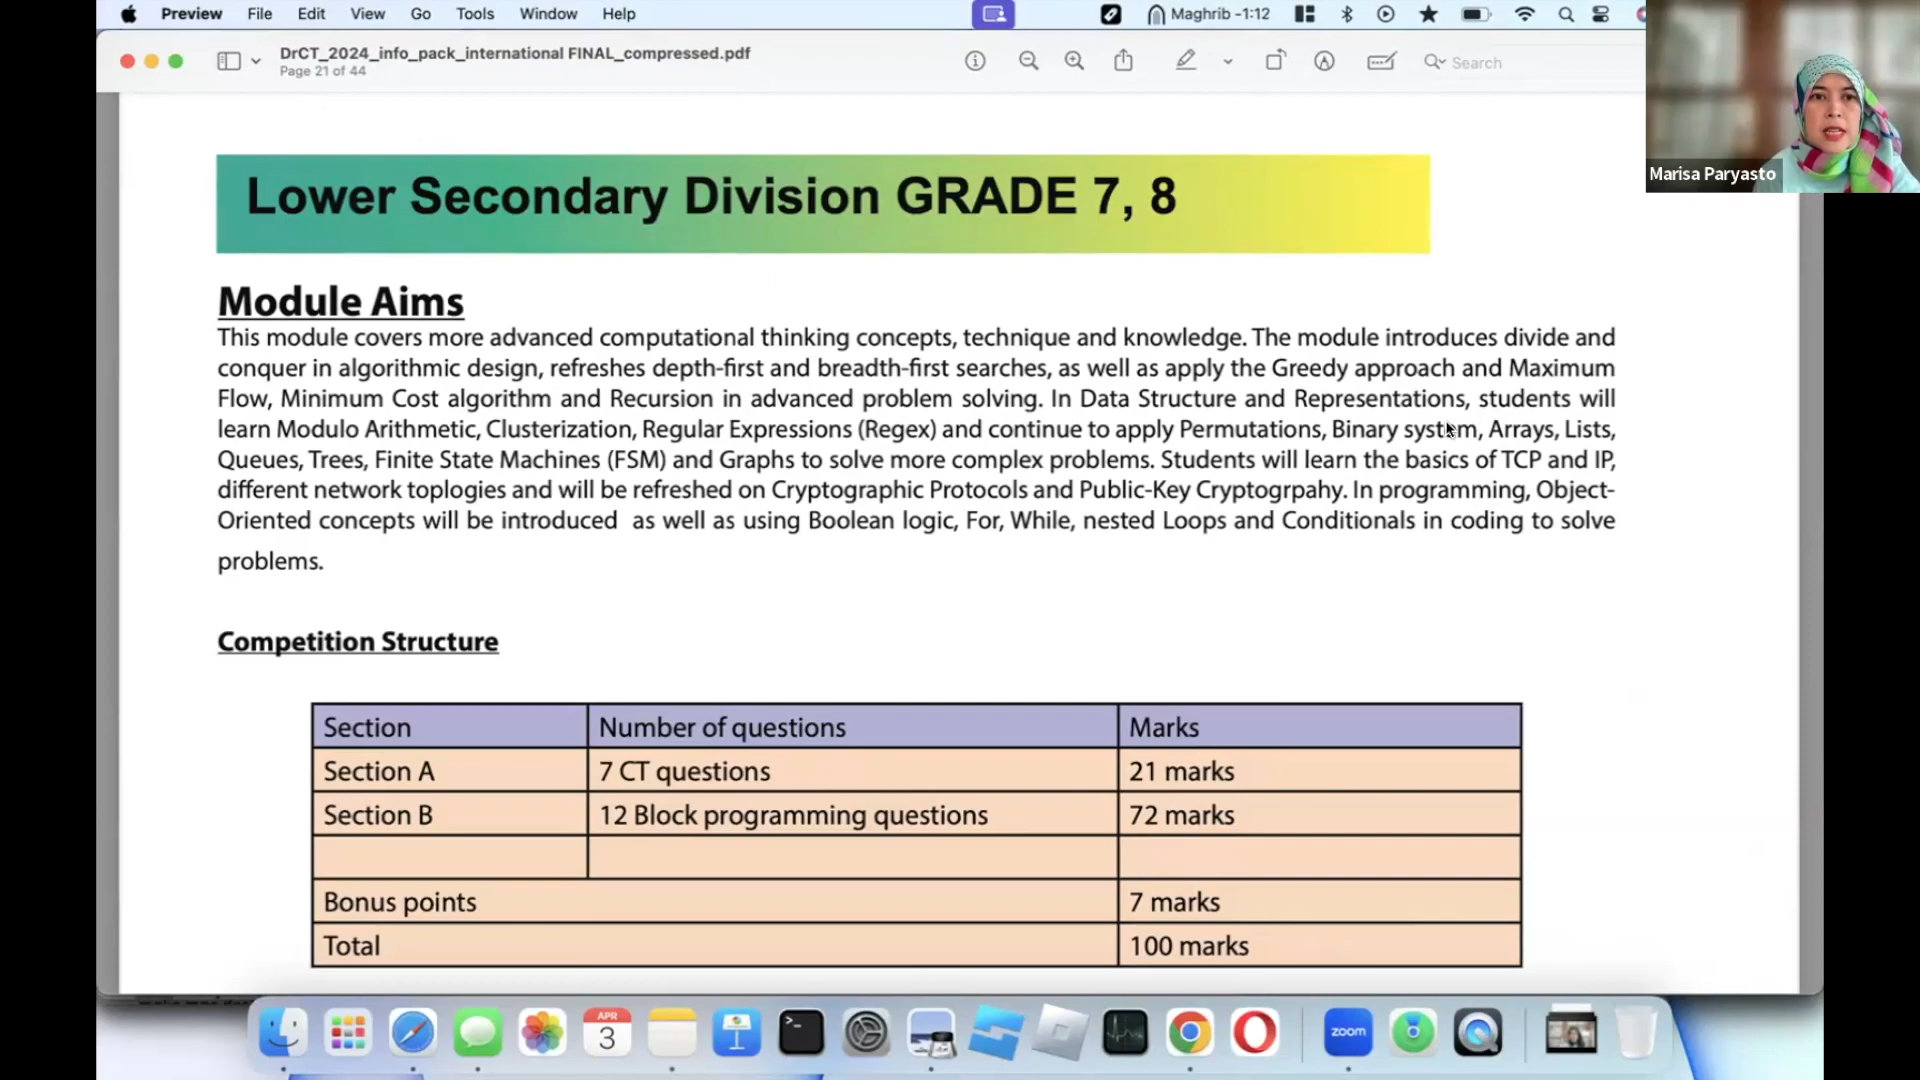 Preview File Edit View Go Tools Window Help Maghrib -1:12
DrCT_2024_info_pack_international FINAL_compressed.pdf
Page 21 of 44
Search
Marisa Paryasto
Lower Secondary Division GRADE 7, 8
Module Aims
This module covers more advanced computational thinking concepts, technique and knowledge. The module introduces divide and
conquer in algorithmic design, refreshes depth-first and breadth-first searches, as well as apply the Greedy approach and Maximum
Flow, Minimum Cost algorithm and Recursion in advanced problem solving. In Data Structure and Representations, students will
learn Modulo Arithmetic, Clusterization, Regular Expressions (Regex) and continue to apply Permutations, Binary system, Arrays, Lists,
Queues, Trees, Finite State Machines (FSM) and Graphs to solve more complex problems. Students will learn the basics of TCP and IP,
different network toplogies and will be refreshed on Cryptographic Protocols and Public-Key Cryptogrpahy. In programming, Object-
Oriented concepts will be introduced as well as using Boolean logic, For, While, nested Loops and Conditionals in coding to solve
problems.
Competition Structure
Section Number of questions Marks
Section A 7 CT questions 21 marks
Section B 12 Block programming questions 72 marks
Bonus points 7 marks
Total 100 marks
APR
3
zoom